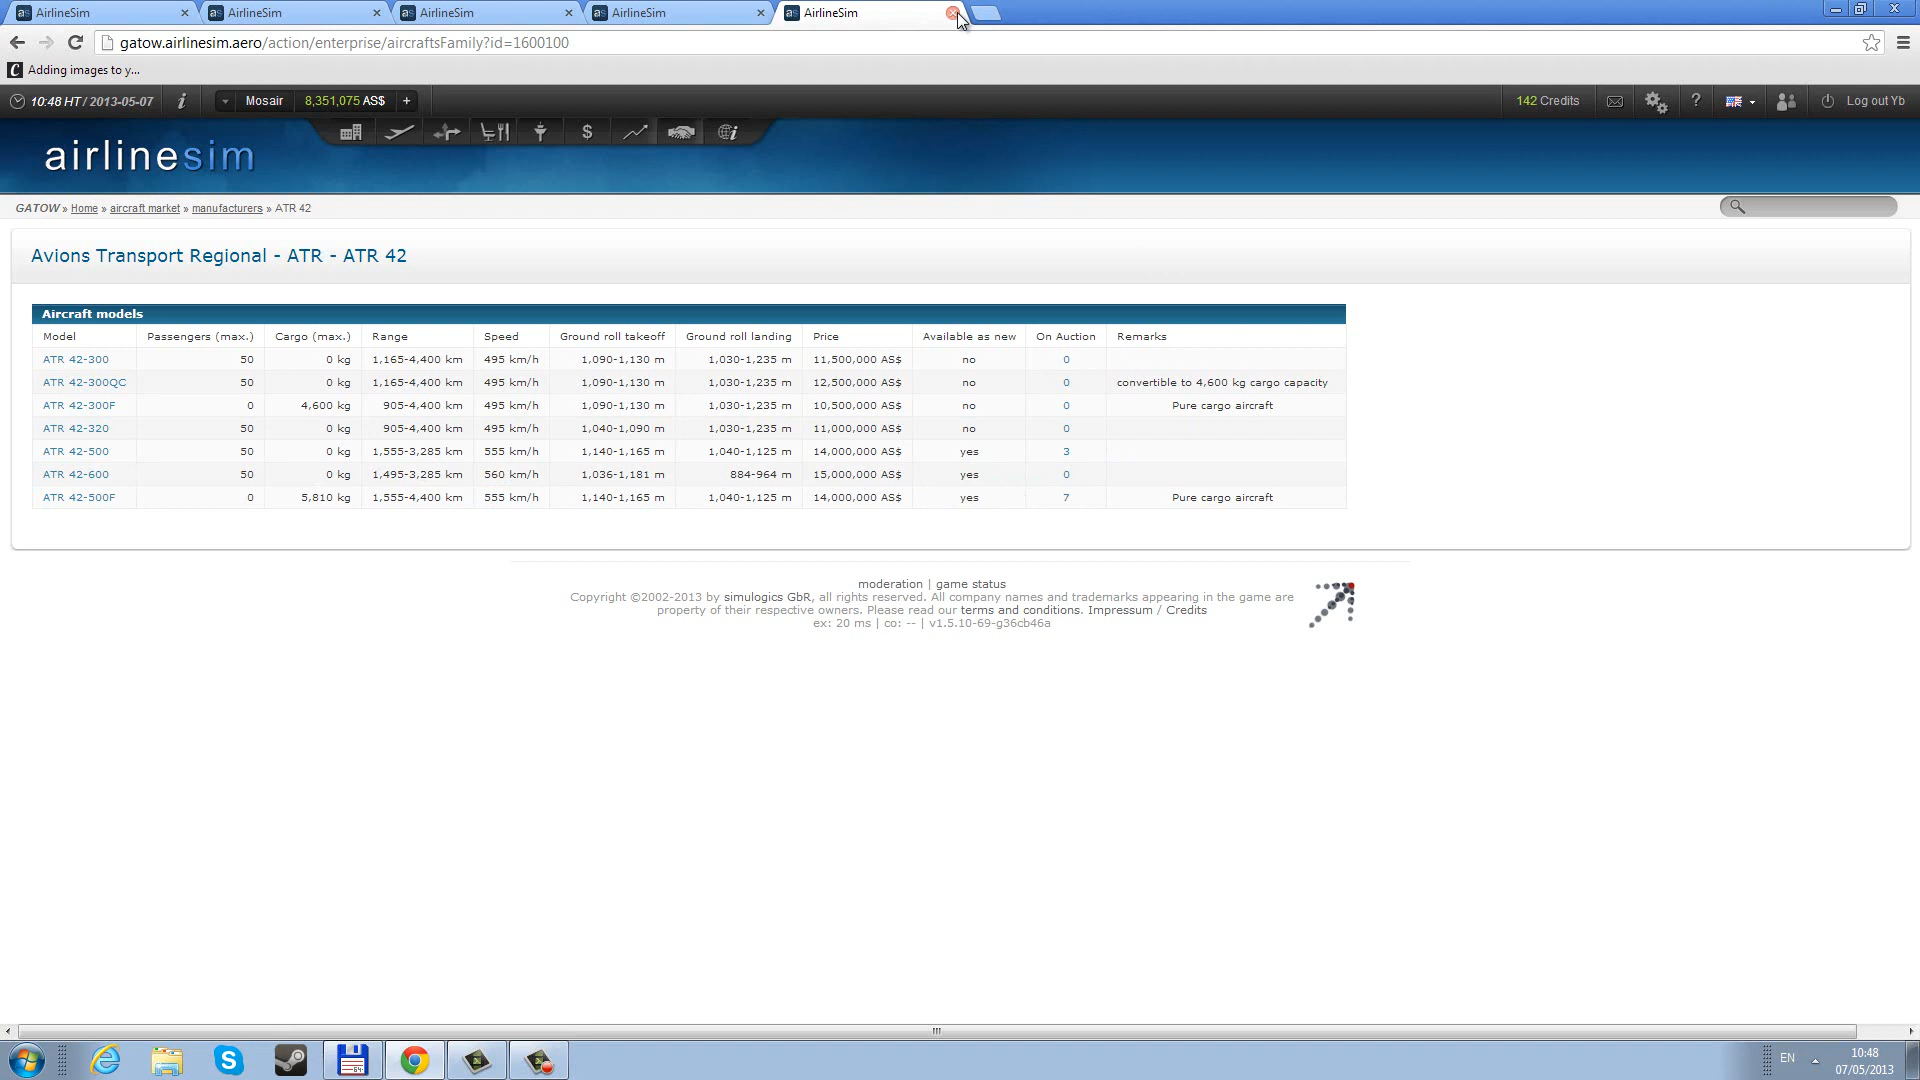 AirlineSim AirlineSim AirlineSim AirlineSim AirlineSim
gatow.airlinesim.aero/action/enterprise/aircraftsFamily?id=1600100
Adding images to y...
10:48 HT / 2013-05-07 i Mosair 8,351,075 AS$ + 142 Credits ? Log out Yb
airlinesim
GATOW » Home » aircraft market » manufacturers » ATR 42
Avions Transport Regional - ATR - ATR 42
Aircraft models
Model Passengers (max.) Cargo (max.) Range Speed Ground roll takeoff Ground roll landing Price Available as new On Auction Remarks
ATR 42-300 50 0 kg 1,165-4,400 km 495 km/h 1,090-1,130 m 1,030-1,235 m 11,500,000 AS$ no 0
ATR 42-300QC 50 0 kg 1,165-4,400 km 495 km/h 1,090-1,130 m 1,030-1,235 m 12,500,000 AS$ no 0 convertible to 4,600 kg cargo capacity
ATR 42-300F 0 4,600 kg 905-4,400 km 495 km/h 1,090-1,130 m 1,030-1,235 m 10,500,000 AS$ no 0 Pure cargo aircraft
ATR 42-320 50 0 kg 905-4,400 km 495 km/h 1,040-1,090 m 1,030-1,235 m 11,000,000 AS$ no 0
ATR 42-500 50 0 kg 1,555-3,285 km 555 km/h 1,140-1,165 m 1,040-1,125 m 14,000,000 AS$ yes 3
ATR 42-600 50 0 kg 1,495-3,285 km 560 km/h 1,036-1,181 m 884-964 m 15,000,000 AS$ yes 0
ATR 42-500F 0 5,810 kg 1,555-4,400 km 555 km/h 1,140-1,165 m 1,040-1,125 m 14,000,000 AS$ yes 7 Pure cargo aircraft
moderation | game status
Copyright ©2002-2013 by simulogics GbR, all rights reserved. All company names and trademarks appearing in the game are
property of their respective owners. Please read our terms and conditions. Impressum / Credits
ex: 20 ms | co: -- | v1.5.10-69-g36cb46a
EN 10:48
07/05/2013